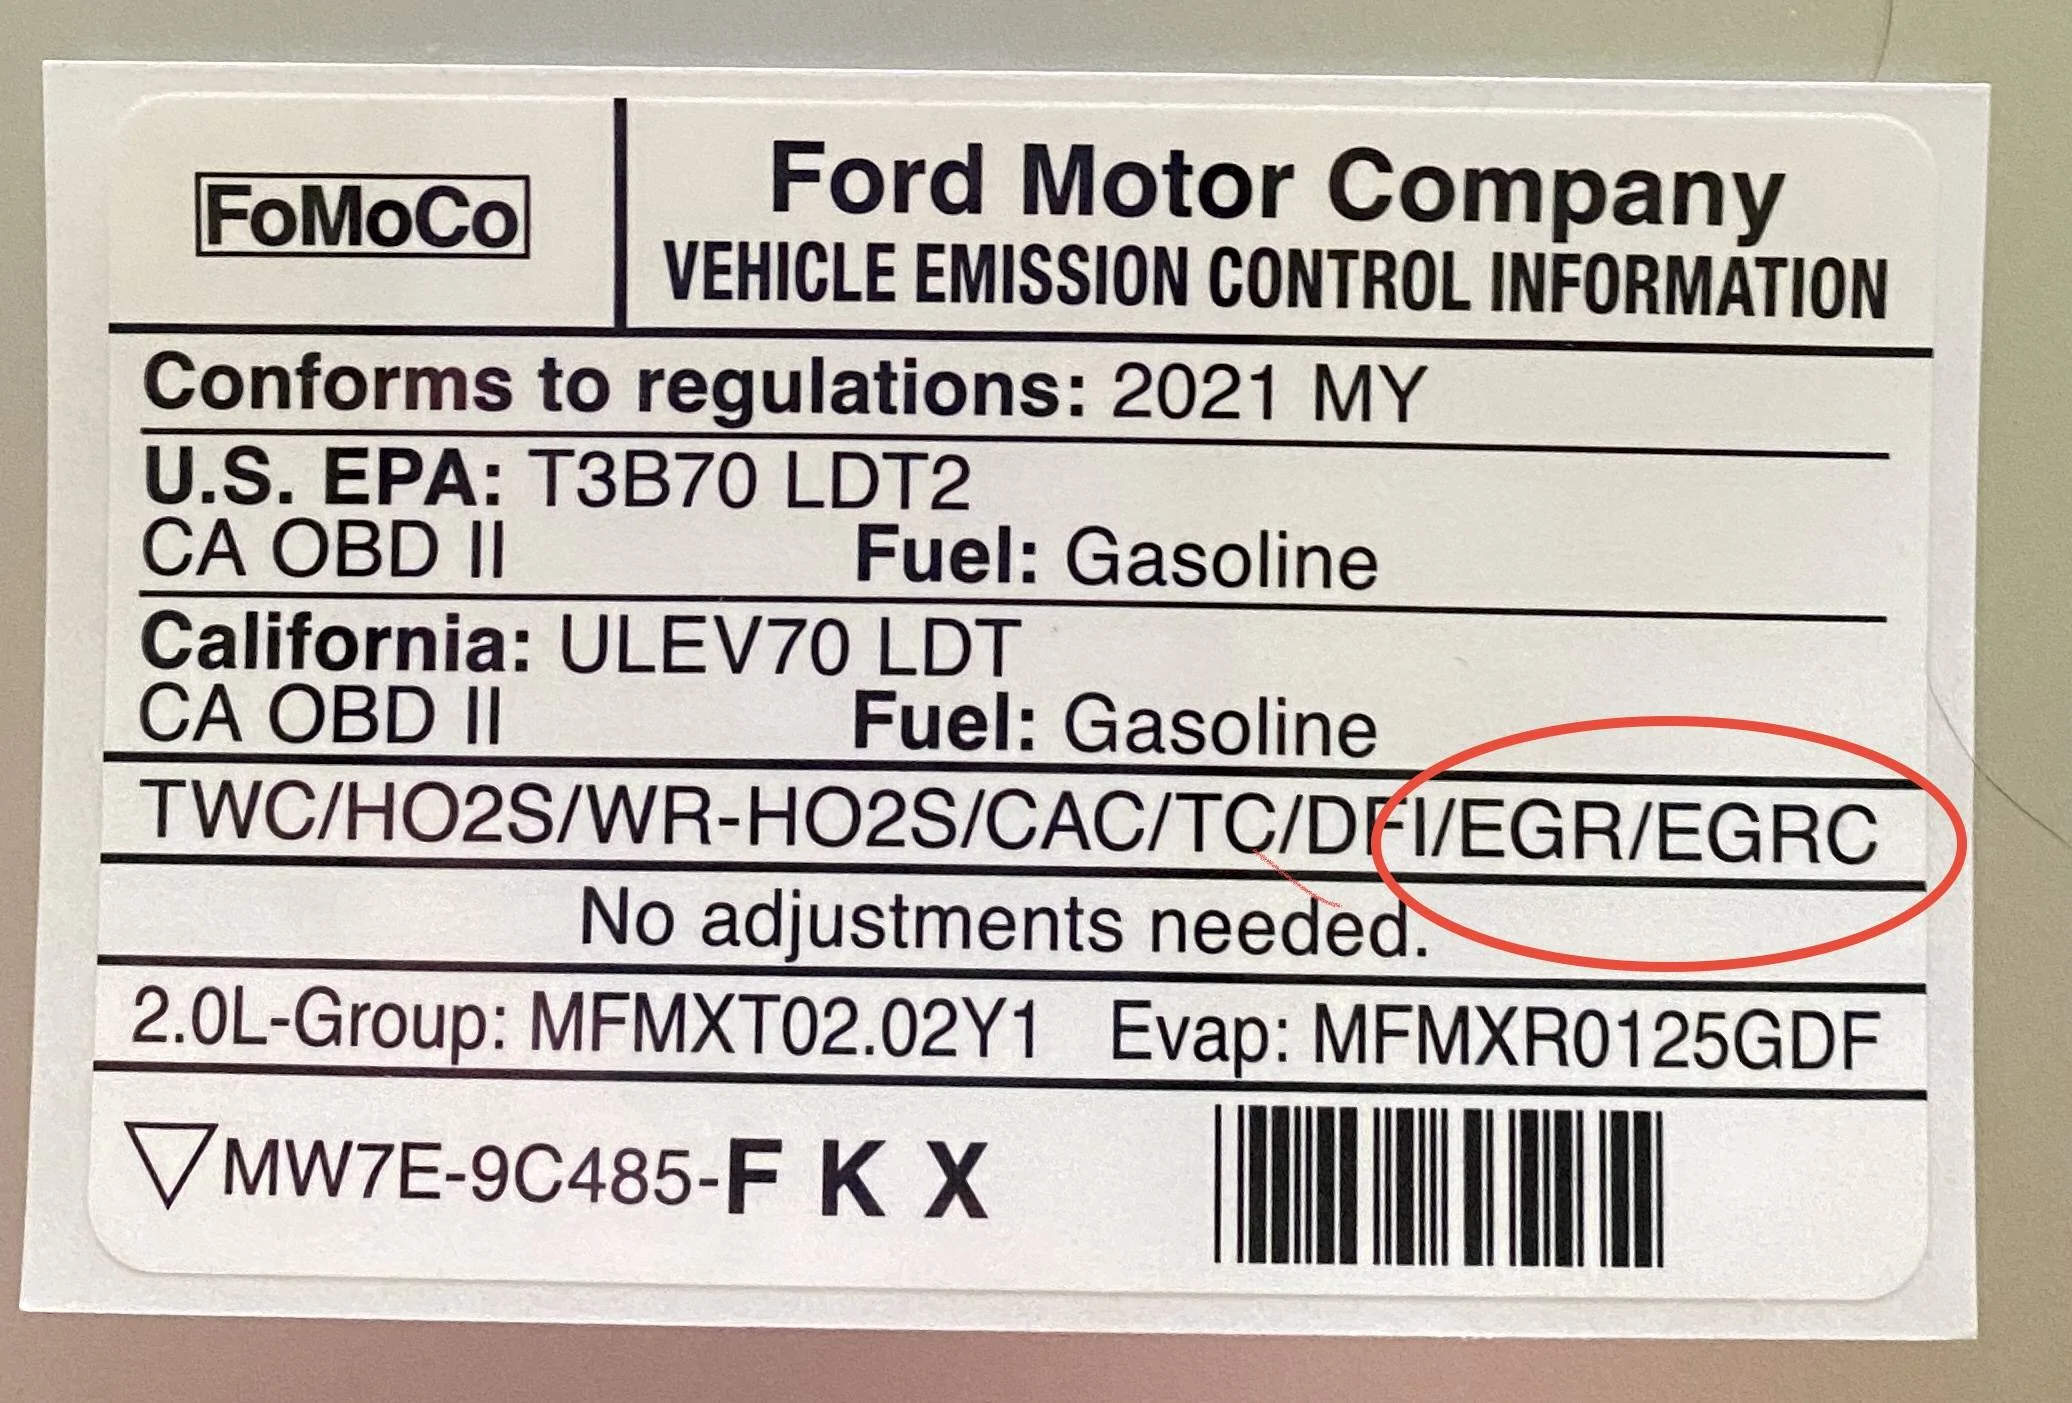 FoMoCo
Ford Motor Company
VEHICLE EMISSION CONTROL INFORMATION
Conforms to regulations: 2021 MY
U.S. EPA: T3B70 LDT2
CA OBD II Fuel: Gasoline
California: ULEV70 LDT
CA OBD II Fuel: Gasoline
TWC/HO2S/WR-HO2S/CAC/TC/DFI/EGR/EGRC
No adjustments needed.
2.0L-Group: MFMXT02.02Y1 Evap: MFMXR0125GDF
MW7E-9C485-F K X